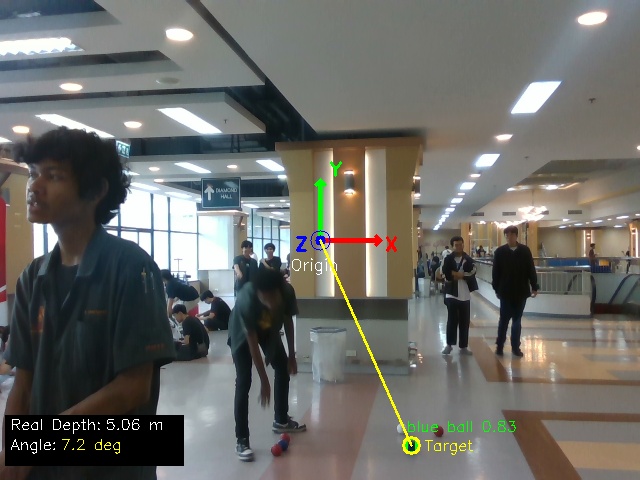 DIAMOND
HALL
Y
Z
X
Origin
blue ball 0.83
Target
Real Depth: 5.06 m
Angle: 7.2 deg